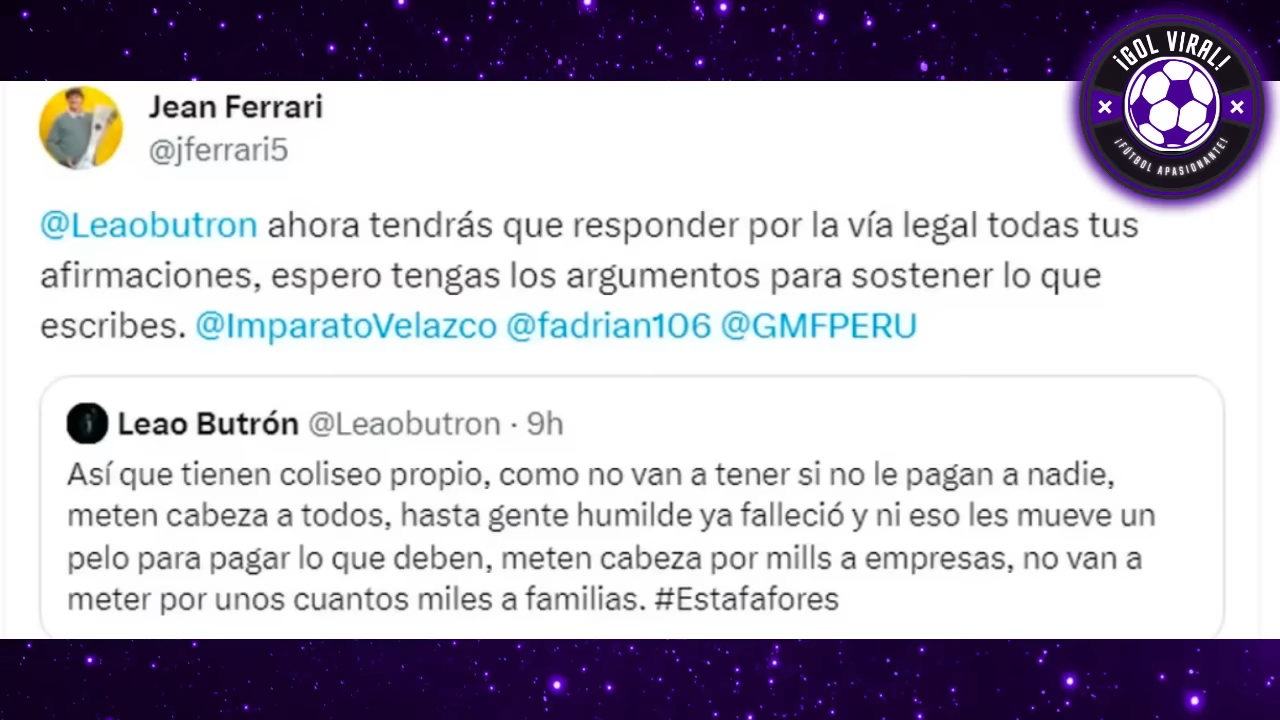 ¡GOL VIRAL!
¡FÚTBOL APASIONANTE!
Jean Ferrari
@jferrari5
@Leaobutron ahora tendrás que responder por la vía legal todas tus
afirmaciones, espero tengas los argumentos para sostener lo que
escribes. @ImparatoVelazco @fadrian106 @GMFPERU
Leao Butrón @Leaobutron · 9h
Así que tienen coliseo propio, como no van a tener si no le pagan a nadie,
meten cabeza a todos, hasta gente humilde ya falleció y ni eso les mueve un
pelo para pagar lo que deben, meten cabeza por mills a empresas, no van a
meter por unos cuantos miles a familias. #Estafafores